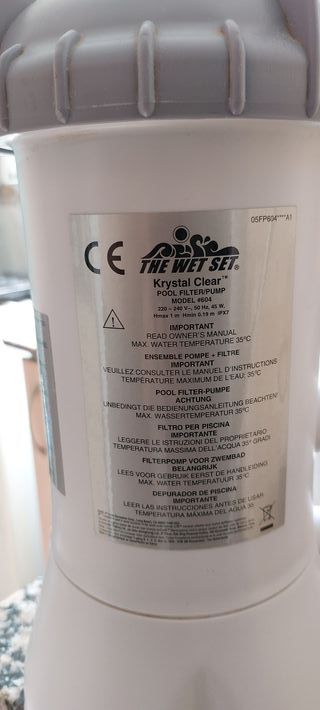 05FP604****A1
CE
THE WET SET®
Krystal Clear™
POOL FILTER/PUMP
MODEL #604
220 ~ 240 V~, 50 Hz, 45 W,
Hmax 1 m Hmin 0.19 m IPX7
IMPORTANT
READ OWNER'S MANUAL
MAX. WATER TEMPERATURE 35°C
ENSEMBLE POMPE + FILTRE
IMPORTANT
VEUILLEZ CONSULTER LE MANUEL D'INSTRUCTIONS
TEMPÉRATURE MAXIMUM DE L'EAU: 35°C
POOL FILTER-PUMPE
ACHTUNG
UNBEDINGT DIE BEDIENUNGSANLEITUNG BEACHTEN!
MAX. WASSERTEMPERATUR 35°C
FILTRO PER PISCINA
IMPORTANTE
LEGGERE LE ISTRUZIONI DEL PROPRIETARIO
TEMPERATURA MASSIMA DELL'ACQUA 35° GRADI
FILTERPOMP VOOR ZWEMBAD
BELANGRIJK
LEES VOOR GEBRUIK EERST DE HANDLEIDING
MAX. WATER TEMPERATUUR 35°C
DEPURADOR DE PISCINA
IMPORTANTE
LEER LAS INSTRUCCIONES ANTES DE USAR
TEMPERATURA MÁXIMA DEL AGUA 35